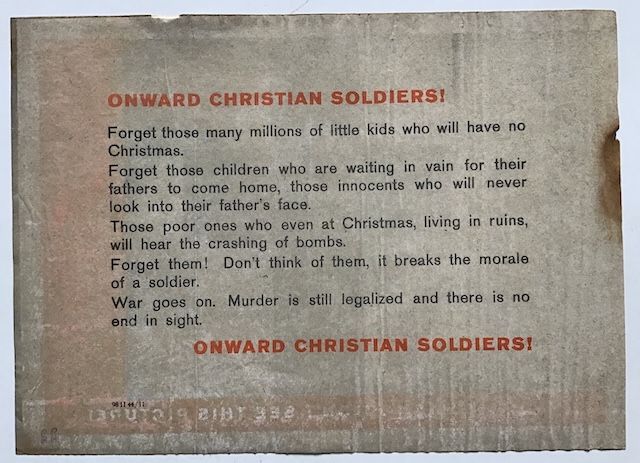 ONWARD CHRISTIAN SOLDIERS!
Forget those many millions of little kids who will have no
Christmas.
Forget those children who are waiting in vain for their
fathers to come home, those innocents who will never
look into their father's face.
Those poor ones who even at Christmas, living in ruins,
will hear the crashing of bombs.
Forget them! Don't think of them, it breaks the morale
of a soldier.
War goes on. Murder is still legalized and there is no
end in sight.
ONWARD CHRISTIAN SOLDIERS!
SEE THIS PICTURE!